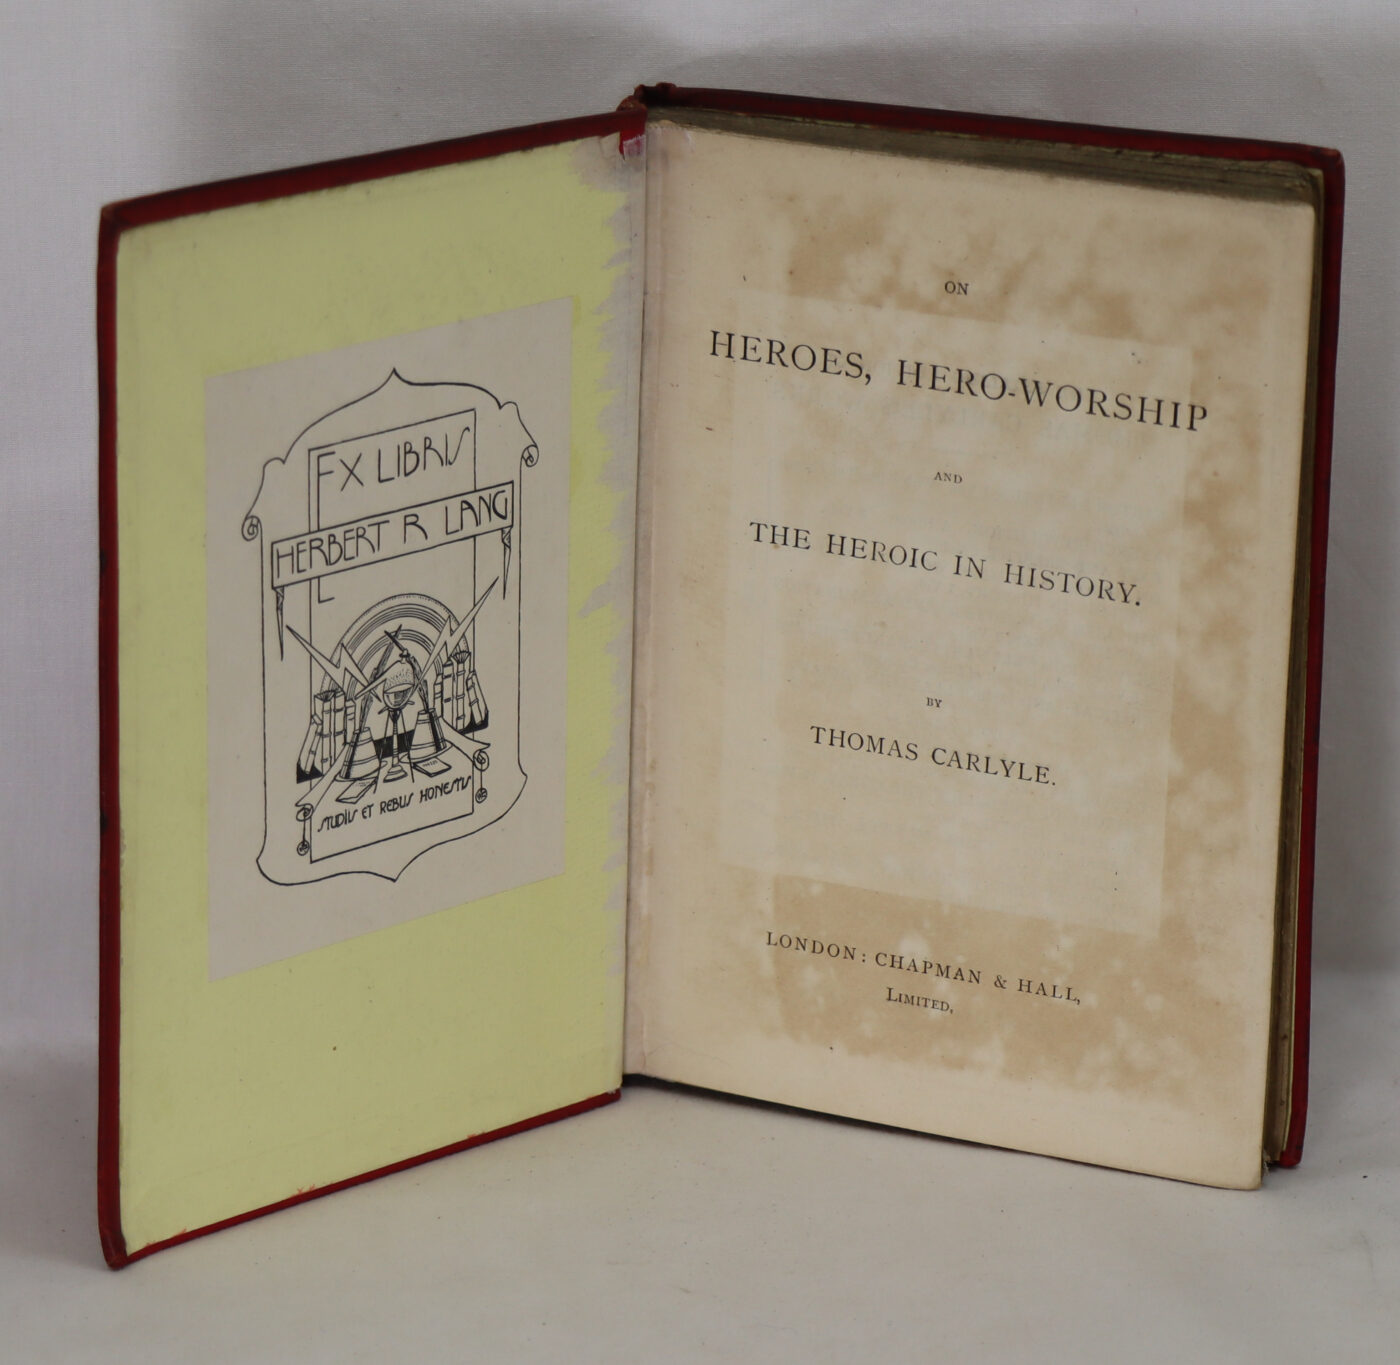 EX LIBRIS
HERBERT R LANG
STUDIIS ET REBUS HONESTIS
ON
HEROES, HERO-WORSHIP
AND
THE HEROIC IN HISTORY.
BY
THOMAS CARLYLE.
LONDON: CHAPMAN & HALL,
LIMITED,